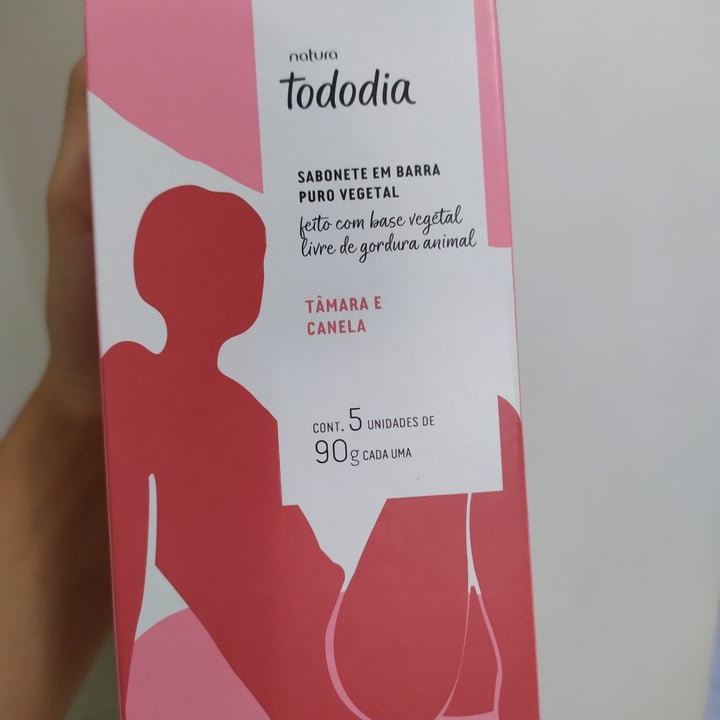 natura
tododia
SABONETE EM BARRA
PURO VEGETAL
feito com base vegetal
livre de gordura animal
TÂMARA E
CANELA
CONT. 5 UNIDADES DE
90g CADA UMA